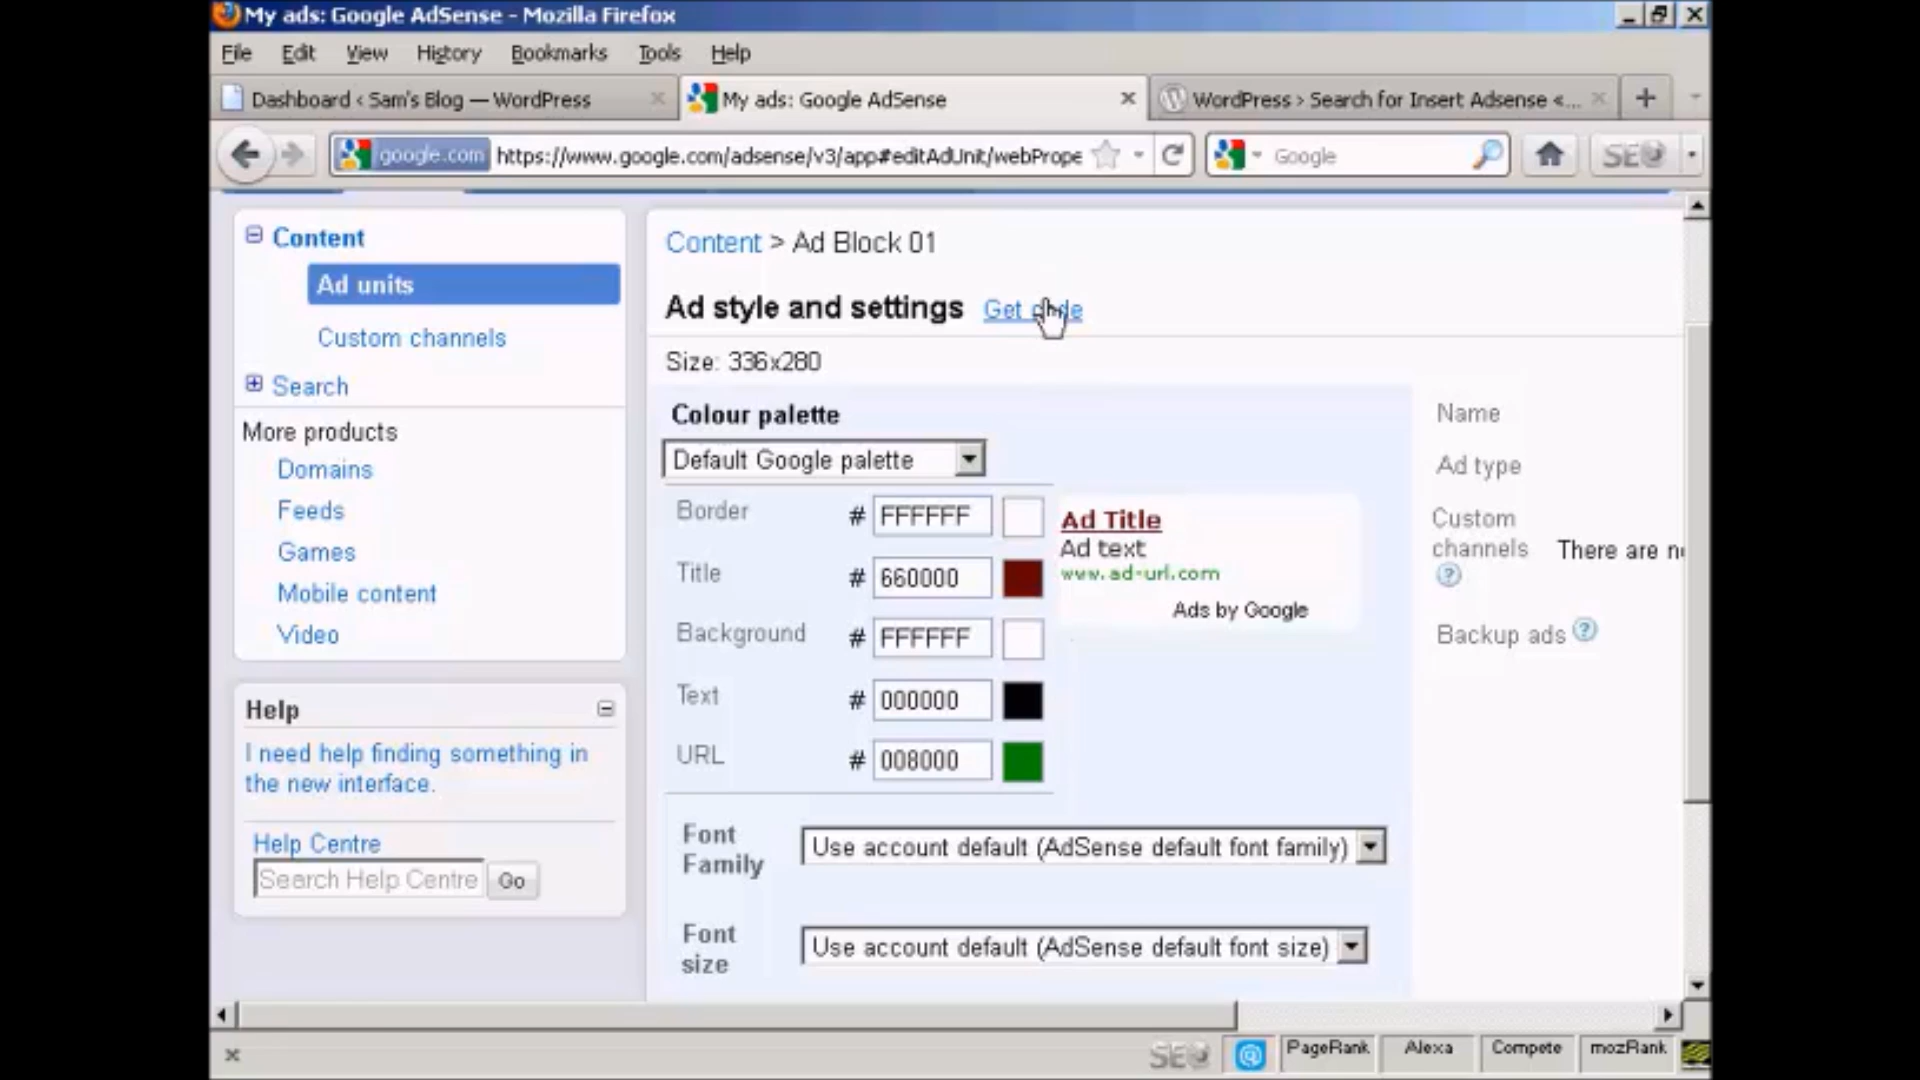 My ads: Google AdSense - Mozilla Firefox
File Edit View History Bookmarks Tools Help
Dashboard ‹ Sam's Blog — WordPress
My ads: Google AdSense
WordPress › Search for Insert Adsense «...
google.com https://www.google.com/adsense/v3/app#editAdUnit/webPrope
Google
SEO
Content
Ad units
Custom channels
Search
More products
Domains
Feeds
Games
Mobile content
Video
Help
I need help finding something in
the new interface.
Help Centre
Search Help Centre Go
Content > Ad Block 01
Ad style and settings Get code
Size: 336x280
Colour palette
Default Google palette
Border # FFFFFF
Title # 660000
Background # FFFFFF
Text # 000000
URL # 008000
Ad Title
Ad text
www.ad-url.com
Ads by Google
Font
Family
Use account default (AdSense default font family)
Font
size
Use account default (AdSense default font size)
Name
Ad type
Custom
channels
There are
Backup ads
SEO PageRank Alexa Compete mozRank